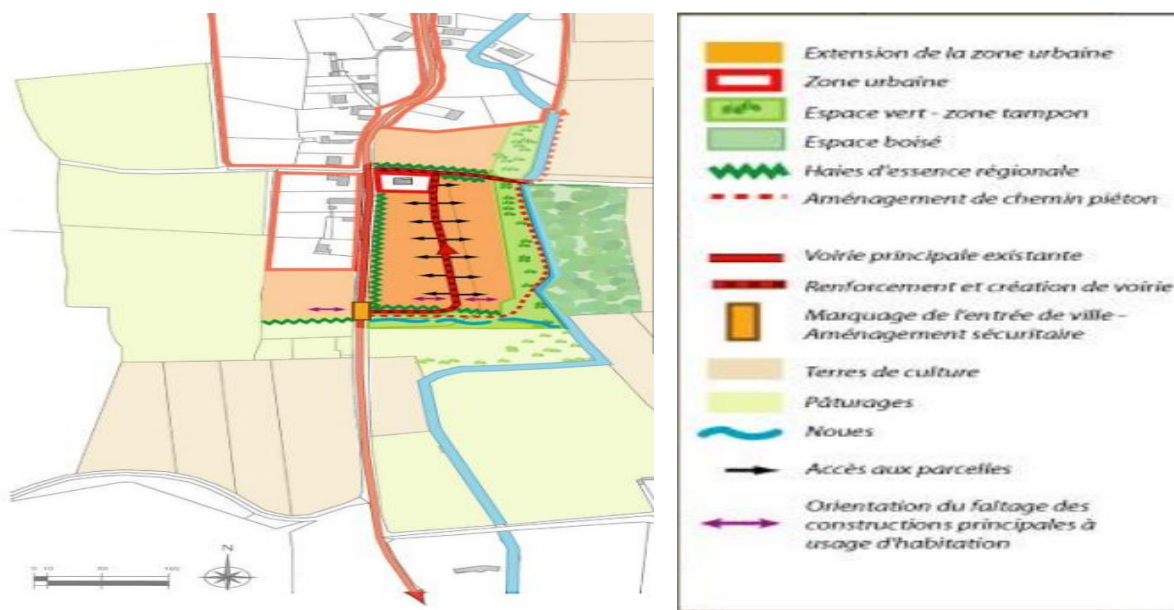 N
Extension de la zone urbaine
Zone urbaine
Espace vert - zone tampon
Espace boisé
Haies d'essence régionale
Aménagement de chemin piéton
Voirie principale existante
Renforcement et création de voirie
Marquage de l'entrée de ville -
Aménagement sécuritaire
Terres de culture
Pâturages
Noues
Accès aux parcelles
Orientation du faîtage des
constructions principales à
usage d'habitation